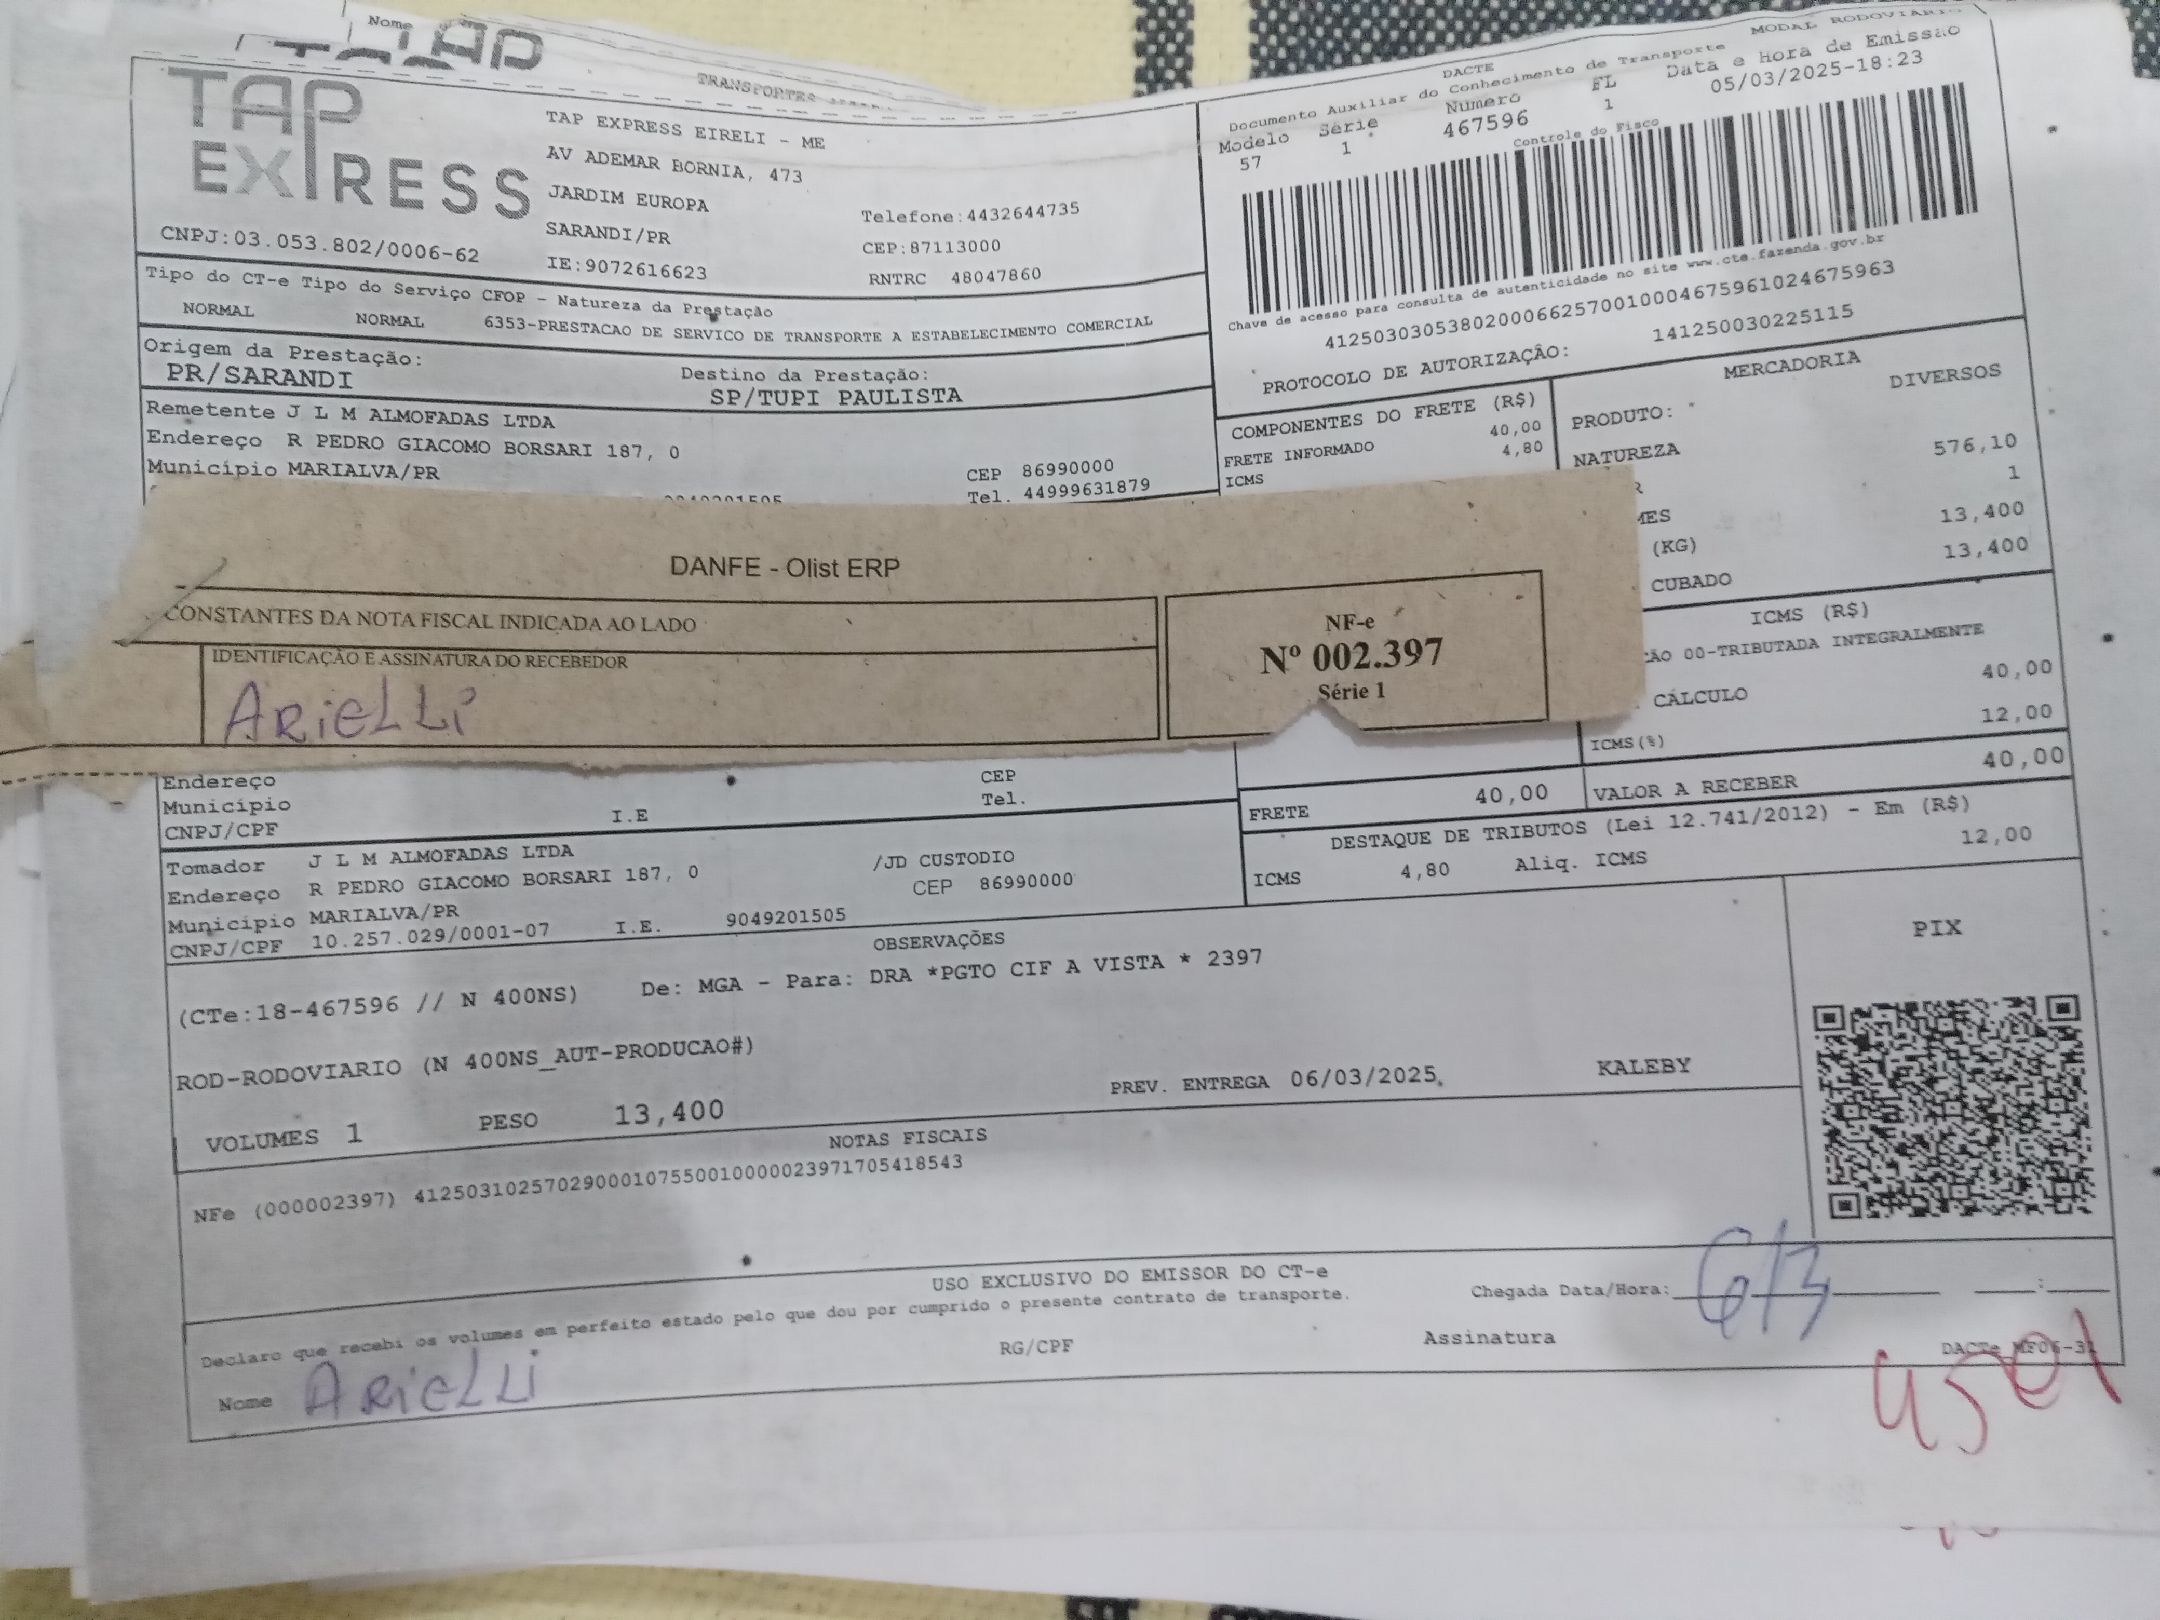 Nome
TAP
TRANSPORTES
TAP
EXPRESS
CNPJ:03.053.802/0006-62
TAP EXPRESS EIRELI - ME
AV ADEMAR BORNIA, 473
JARDIM EUROPA
SARANDI/PR
IE:9072616623
Telefone:4432644735
CEP:87113000
RNTRC 48047860
DACTE
MODAL RODOVIARIO
Documento Auxiliar do Conhecimento de Transporte
Modelo Série Numero FL Data e Hora de Emissão
57 1 467596 1 05/03/2025-18:23
Controle do Fisco
Chave de acesso para consulta de autenticidade no site www.cte.fazenda.gov.br
41250303053802000662570010004675961024675963
PROTOCOLO DE AUTORIZAÇÃO: 141250030225115
Tipo do CT-e Tipo do Serviço CFOP - Natureza da Prestação
NORMAL NORMAL 6353-PRESTACAO DE SERVICO DE TRANSPORTE A ESTABELECIMENTO COMERCIAL
Origem da Prestação: Destino da Prestação:
PR/SARANDI SP/TUPI PAULISTA
Remetente J L M ALMOFADAS LTDA
Endereço R PEDRO GIACOMO BORSARI 187, 0
Município MARIALVA/PR CEP 86990000
Tel. 44999631879
COMPONENTES DO FRETE (R$)
FRETE INFORMADO 40,00
ICMS 4,80
MERCADORIA
PRODUTO: DIVERSOS
NATUREZA
576,10
1
(KG) 13,400
CUBADO 13,400
DANFE - Olist ERP
CONSTANTES DA NOTA FISCAL INDICADA AO LADO
IDENTIFICAÇÃO E ASSINATURA DO RECEBEDOR
ARiELLi
NF-e
Nº 002.397
Série 1
ICMS (R$)
00-TRIBUTADA INTEGRALMENTE
CÁLCULO 40,00
ICMS(%) 12,00
FRETE 40,00 VALOR A RECEBER 40,00
DESTAQUE DE TRIBUTOS (Lei 12.741/2012) - Em (R$)
ICMS 4,80 Aliq. ICMS 12,00
Endereço CEP
Município Tel.
CNPJ/CPF I.E
Tomador J L M ALMOFADAS LTDA
Endereço R PEDRO GIACOMO BORSARI 187, 0 /JD CUSTODIO
Município MARIALVA/PR CEP 86990000
CNPJ/CPF 10.257.029/0001-07 I.E. 9049201505
OBSERVAÇÕES
(CTe:18-467596 // N 400NS) De: MGA - Para: DRA *PGTO CIF A VISTA * 2397
ROD-RODOVIARIO (N 400NS_AUT-PRODUCAO#)
PREV. ENTREGA 06/03/2025 KALEBY
VOLUMES 1 PESO 13,400
PIX
NOTAS FISCAIS
NFe (000002397) 41250310257029000107550010000023971705418543
USO EXCLUSIVO DO EMISSOR DO CT-e
Declaro que recebi os volumes em perfeito estado pelo que dou por cumprido o presente contrato de transporte.
Chegada Data/Hora: 6/3 :
Nome ARiELLi RG/CPF Assinatura